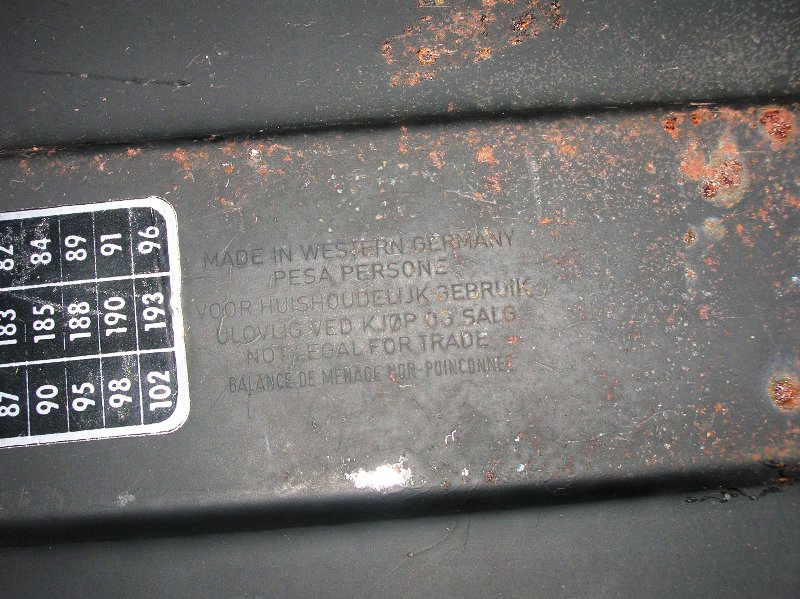 87 183 82
90 185 84
95 188 89
98 190 91
102 193 96
MADE IN WESTERN GERMANY
PESA PERSONE
VOOR HUISHOUDELIJK GEBRUIK
ULOVLIG VED KJØP OG SALG
NOT LEGAL FOR TRADE
BALANCE DE MENAGE NON-POINCONNEE